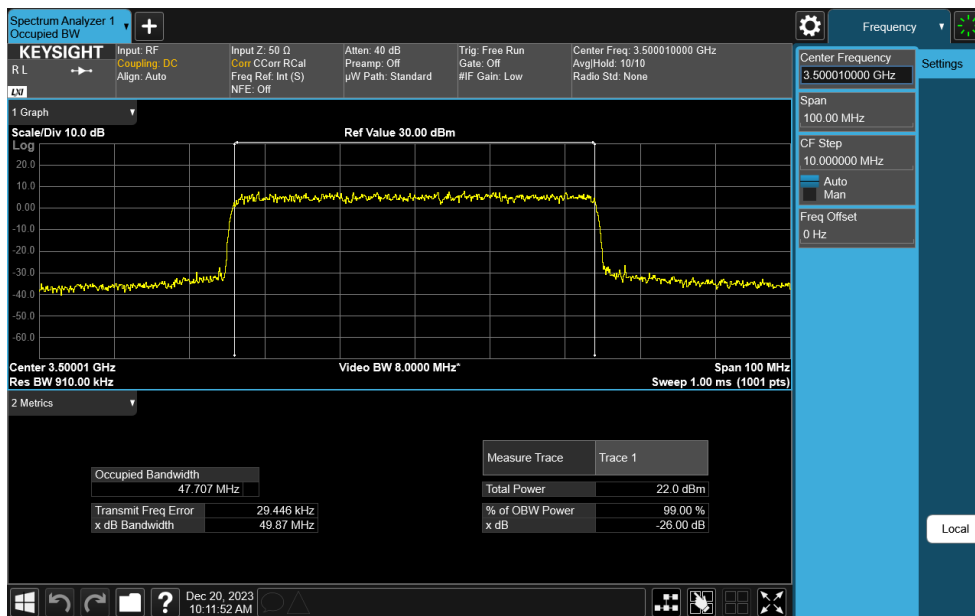 Spectrum Analyzer 1
Occupied BW
+
Frequency
KEYSIGHT
R L
LXI
Input: RF
Coupling: DC
Align: Auto
Input Z: 50 Ω
Corr CCorr RCal
Freq Ref: Int (S)
NFE: Off
Atten: 40 dB
Preamp: Off
µW Path: Standard
Trig: Free Run
Gate: Off
#IF Gain: Low
Center Freq: 3.500010000 GHz
Avg|Hold: 10/10
Radio Std: None
Center Frequency
3.500010000 GHz
Settings
Span
100.00 MHz
CF Step
10.000000 MHz
Auto
Man
Freq Offset
0 Hz
Local
1 Graph
Scale/Div 10.0 dB
Ref Value 30.00 dBm
Log
20.0
10.0
0.00
-10.0
-20.0
-30.0
-40.0
-50.0
-60.0
Center 3.50001 GHz
Video BW 8.0000 MHz*
Span 100 MHz
Res BW 910.00 kHz
Sweep 1.00 ms (1001 pts)
2 Metrics
Occupied Bandwidth
47.707 MHz
Transmit Freq Error 29.446 kHz
x dB Bandwidth 49.87 MHz
Measure Trace Trace 1
Total Power 22.0 dBm
% of OBW Power 99.00 %
x dB -26.00 dB
?
Dec 20, 2023
10:11:52 AM